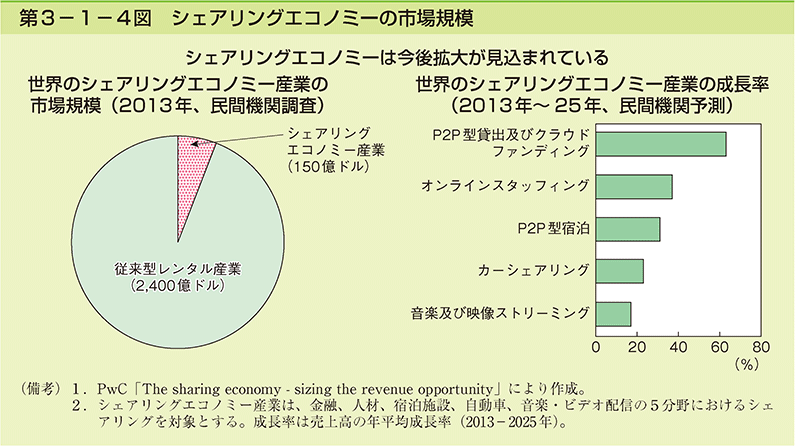 第3－1－4図 シェアリングエコノミーの市場規模
シェアリングエコノミーは今後拡大が見込まれている
世界のシェアリングエコノミー産業の
市場規模（2013年、民間機関調査）
シェアリング
エコノミー産業
（150億ドル）
従来型レンタル産業
（2,400億ドル）
世界のシェアリングエコノミー産業の成長率
（2013年～25年、民間機関予測）
P2P型貸出及びクラウド
ファンディング
オンラインスタッフィング
P2P型宿泊
カーシェアリング
音楽及び映像ストリーミング
0 20 40 60 80
（%）
（備考）1．PwC「The sharing economy - sizing the revenue opportunity」により作成。
2．シェアリングエコノミー産業は、金融、人材、宿泊施設、自動車、音楽・ビデオ配信の5分野におけるシェ
アリングを対象とする。成長率は売上高の年平均成長率（2013－2025年）。